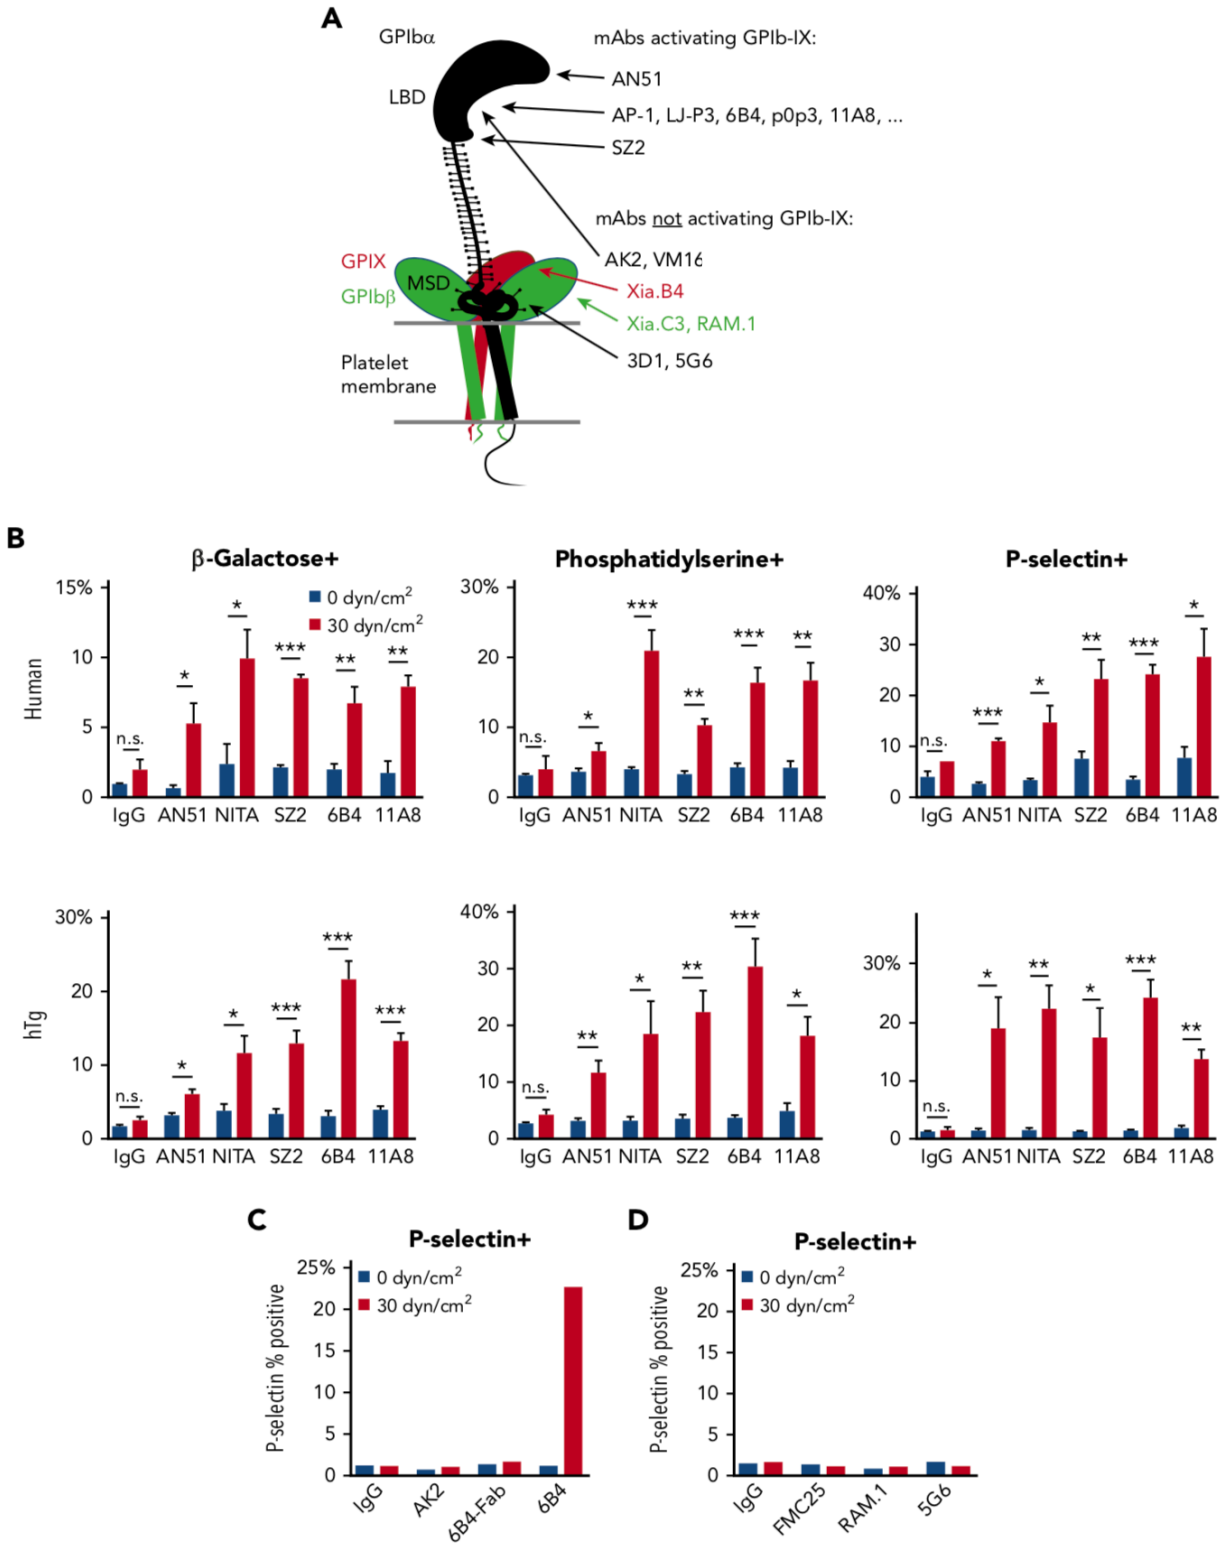 A
GPIbα
mAbs activating GPIb-IX:
LBD
AN51
AP-1, LJ-P3, 6B4, p0p3, 11A8, ...
SZ2
mAbs not activating GPIb-IX:
AK2, VM16
GPIX
MSD
Xia.B4
GPIbβ
Xia.C3, RAM.1
3D1, 5G6
Platelet
membrane
B
β-Galactose+
Phosphatidylserine+
P-selectin+
Human
15%
10
5
0
0 dyn/cm²
30 dyn/cm²
n.s.
*
*
***
**
**
IgG AN51 NITA SZ2 6B4 11A8
30%
20
10
0
n.s.
*
***
**
***
**
IgG AN51 NITA SZ2 6B4 11A8
40%
30
20
10
0
n.s.
***
*
**
***
*
IgG AN51 NITA SZ2 6B4 11A8
hTg
30%
20
10
0
n.s.
*
*
***
***
***
IgG AN51 NITA SZ2 6B4 11A8
40%
30
20
10
0
n.s.
**
*
**
***
*
IgG AN51 NITA SZ2 6B4 11A8
30%
20
10
0
n.s.
*
**
*
***
**
IgG AN51 NITA SZ2 6B4 11A8
C
P-selectin+
P-selectin % positive
25%
20
15
10
5
0
0 dyn/cm²
30 dyn/cm²
IgG AK2 6B4-Fab 6B4
D
P-selectin+
P-selectin % positive
25%
20
15
10
5
0
0 dyn/cm²
30 dyn/cm²
IgG FMC25 RAM.1 5G6